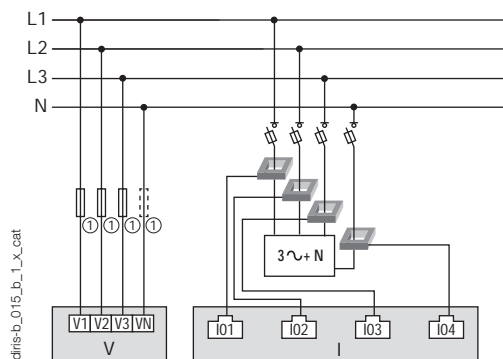 L1
L2
L3
N
① ① ① ①
3∿+ N
V1 V2 V3 VN
V
I01 I02 I03 I04
I
diris-b_015_b_1_x_cat